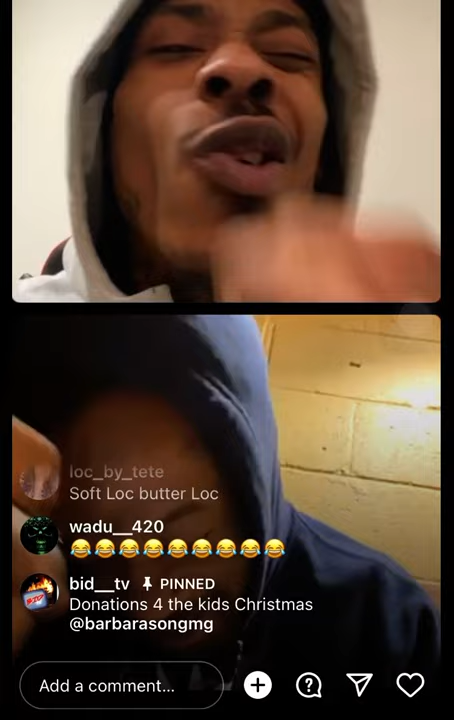 loc_by_tete
Soft Loc butter Loc
wadu__420
😂😂😂😂😂😂😂😂😂
bid__tv PINNED
Donations 4 the kids Christmas
@barbarasongmg
Add a comment...